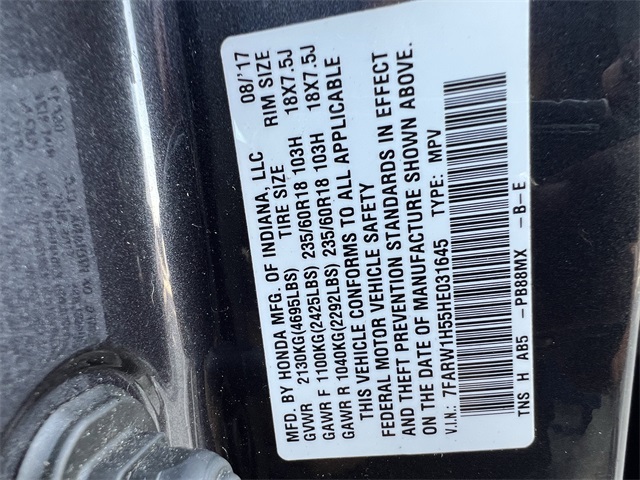 MFD. BY HONDA MFG. OF INDIANA, LLC 08/'17
GVWR 2130KG(4695LBS) TIRE SIZE RIM SIZE
GAWR F 1100KG(2425LBS) 235/60R18 103H 18X7.5J
GAWR R 1040KG(2292LBS) 235/60R18 103H 18X7.5J
THIS VEHICLE CONFORMS TO ALL APPLICABLE
FEDERAL MOTOR VEHICLE SAFETY
AND THEFT PREVENTION STANDARDS IN EFFECT
ON THE DATE OF MANUFACTURE SHOWN ABOVE.
V.I.N.: 7FARW1H55HE031645 TYPE: MPV
TNS H AB5 -PB88MX -B-E